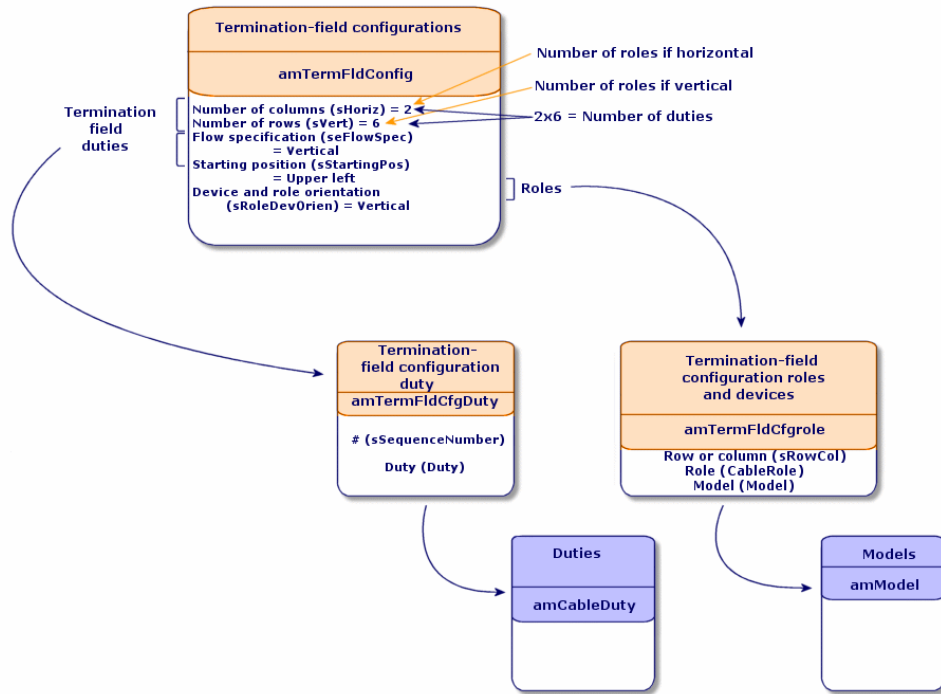 Termination-field configurations
amTermFldConfig
Number of roles if horizontal
Number of roles if vertical
2x6 = Number of duties
Termination
field
duties
Number of columns (sHoriz) = 2
Number of rows (sVert) = 6
Flow specification (seFlowSpec)
= Vertical
Starting position (sStartingPos)
= Upper left
Device and role orientation
(sRoleDevOrien) = Vertical
Roles
Termination-
field configuration
duty
amTermFldCfgDuty
# (sSequenceNumber)
Duty (Duty)
Termination-field
configuration roles
and devices
amTermFldCfgrole
Row or column (sRowCol)
Role (CableRole)
Model (Model)
Duties
amCableDuty
Models
amModel